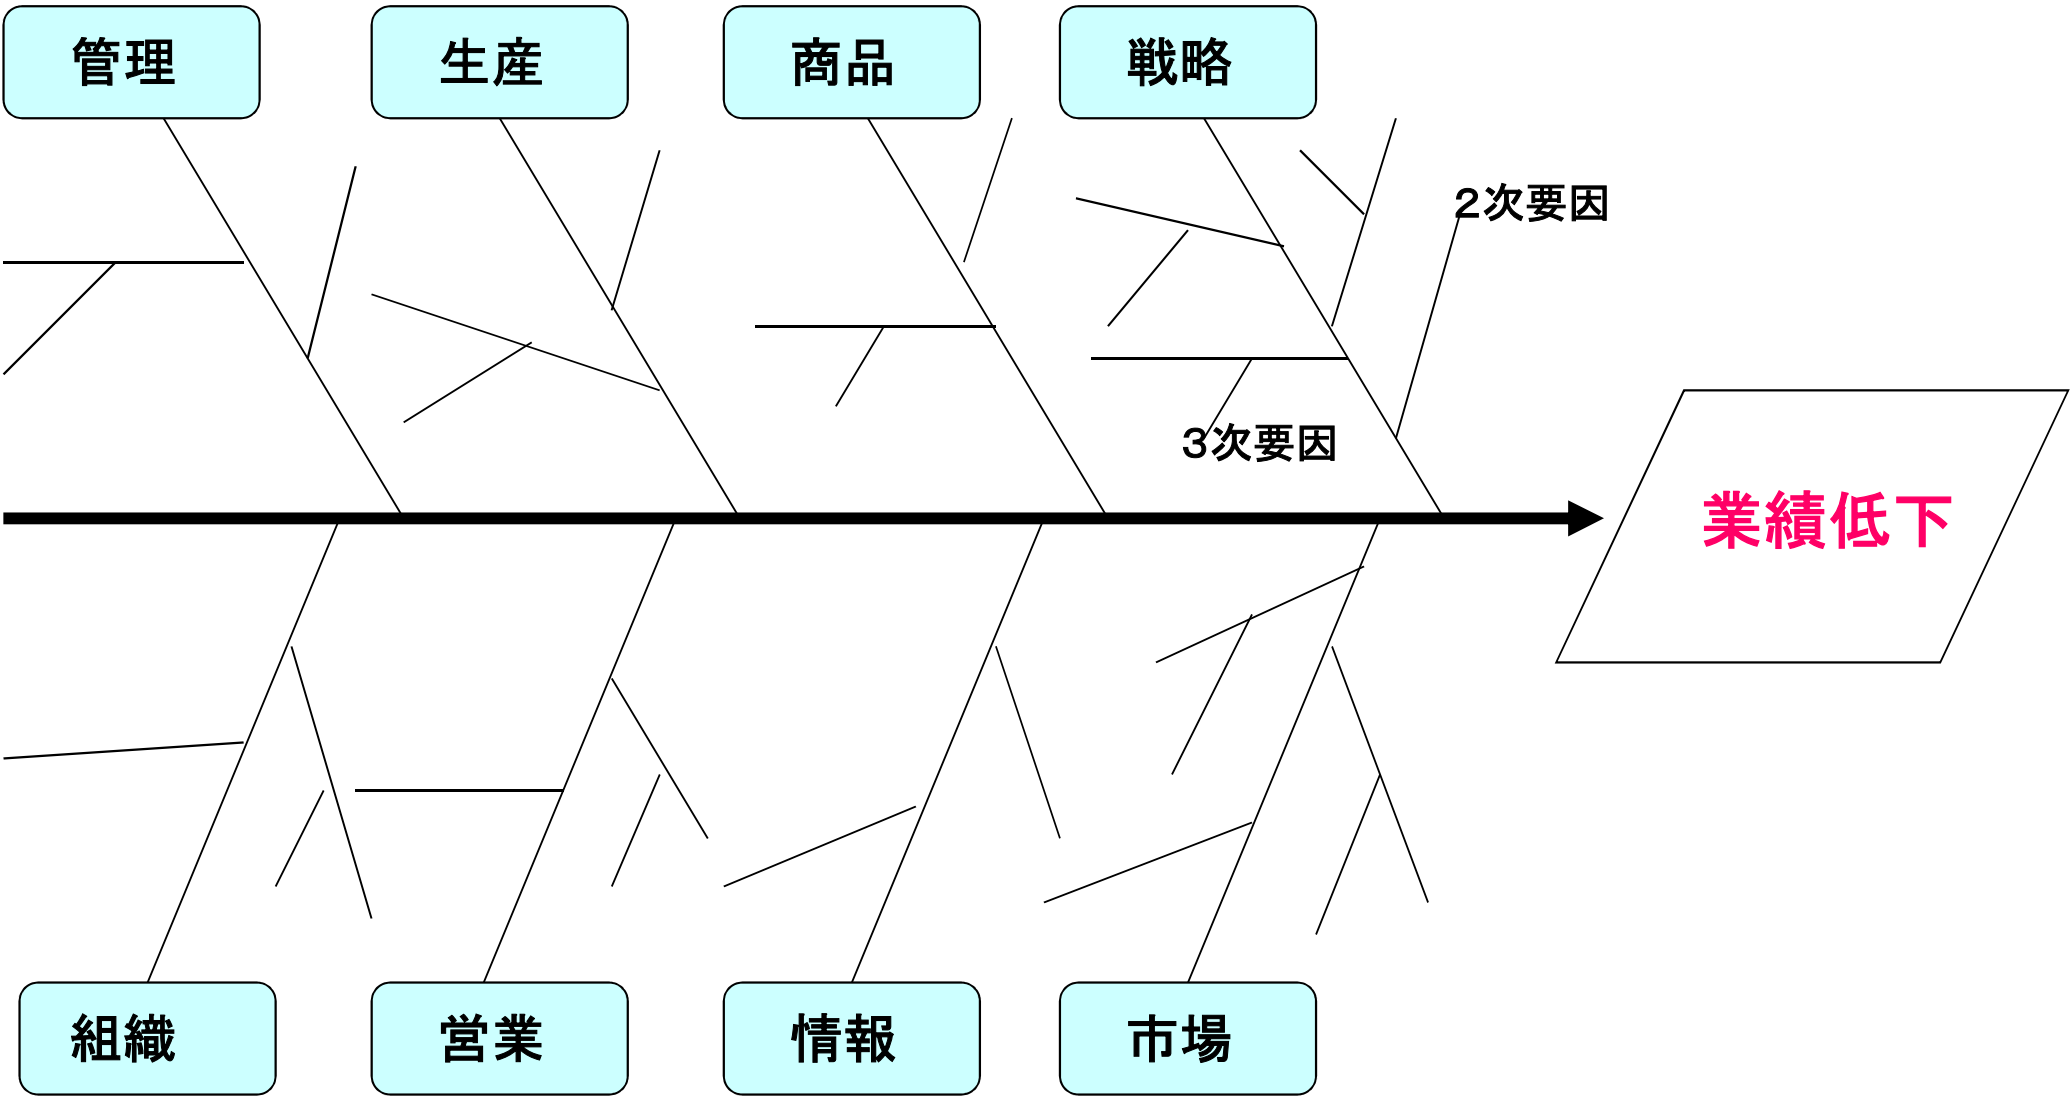 管理
生産
商品
戦略
２次要因
３次要因
業績低下
組織
営業
情報
市場